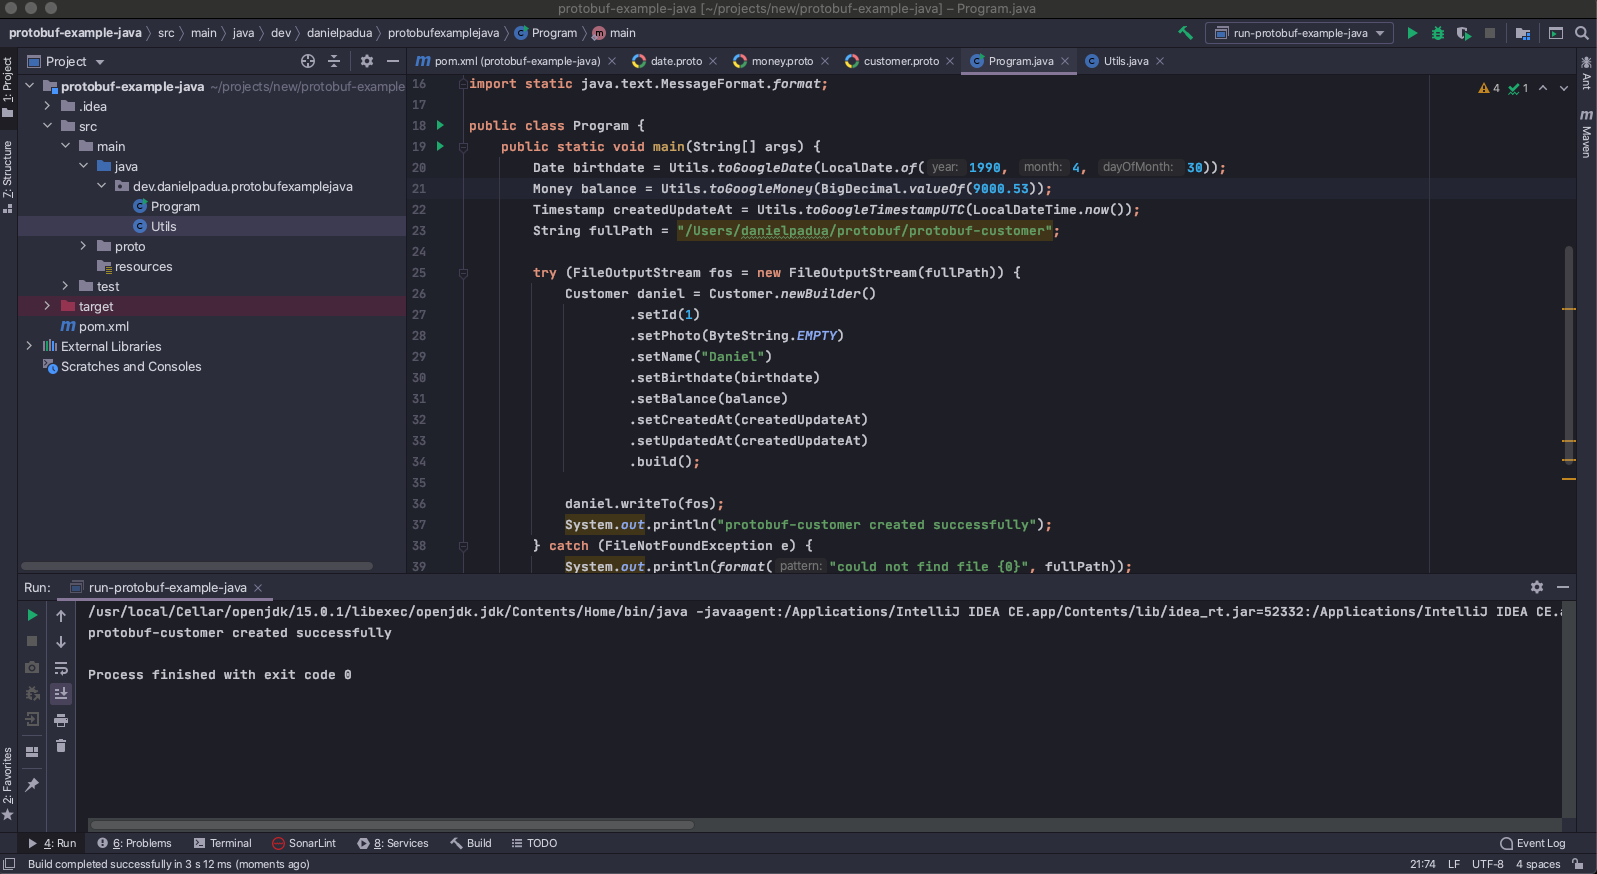 protobuf-example-java [~/projects/new/protobuf-example-java] – Program.java
protobuf-example-java src main java dev danielpadua protobufexamplejava Program main
run-protobuf-example-java
Project
pom.xml (protobuf-example-java) date.proto money.proto customer.proto Program.java Utils.java
1: Project
Z: Structure
2: Favorites
Ant
Maven
protobuf-example-java ~/projects/new/protobuf-example
.idea
src
main
java
dev.danielpadua.protobufexamplejava
Program
Utils
proto
resources
test
target
pom.xml
External Libraries
Scratches and Consoles
4 1
16 import static java.text.MessageFormat.format;
17
18 public class Program {
19 public static void main(String[] args) {
20 Date birthdate = Utils.toGoogleDate(LocalDate.of( year: 1990, month: 4, dayOfMonth: 30));
21 Money balance = Utils.toGoogleMoney(BigDecimal.valueOf(9000.53));
22 Timestamp createdUpdateAt = Utils.toGoogleTimestampUTC(LocalDateTime.now());
23 String fullPath = "/Users/danielpadua/protobuf/protobuf-customer";
24
25 try (FileOutputStream fos = new FileOutputStream(fullPath)) {
26 Customer daniel = Customer.newBuilder()
27 .setId(1)
28 .setPhoto(ByteString.EMPTY)
29 .setName("Daniel")
30 .setBirthdate(birthdate)
31 .setBalance(balance)
32 .setCreatedAt(createdUpdateAt)
33 .setUpdatedAt(createdUpdateAt)
34 .build();
35
36 daniel.writeTo(fos);
37 System.out.println("protobuf-customer created successfully");
38 } catch (FileNotFoundException e) {
39 System.out.println(format( pattern: "could not find file {0}", fullPath));
Run: run-protobuf-example-java
/usr/local/Cellar/openjdk/15.0.1/libexec/openjdk.jdk/Contents/Home/bin/java -javaagent:/Applications/IntelliJ IDEA CE.app/Contents/lib/idea_rt.jar=52332:/Applications/IntelliJ IDEA CE.a
protobuf-customer created successfully
Process finished with exit code 0
4: Run 6: Problems Terminal SonarLint 8: Services Build TODO Event Log
Build completed successfully in 3 s 12 ms (moments ago) 21:74 LF UTF-8 4 spaces